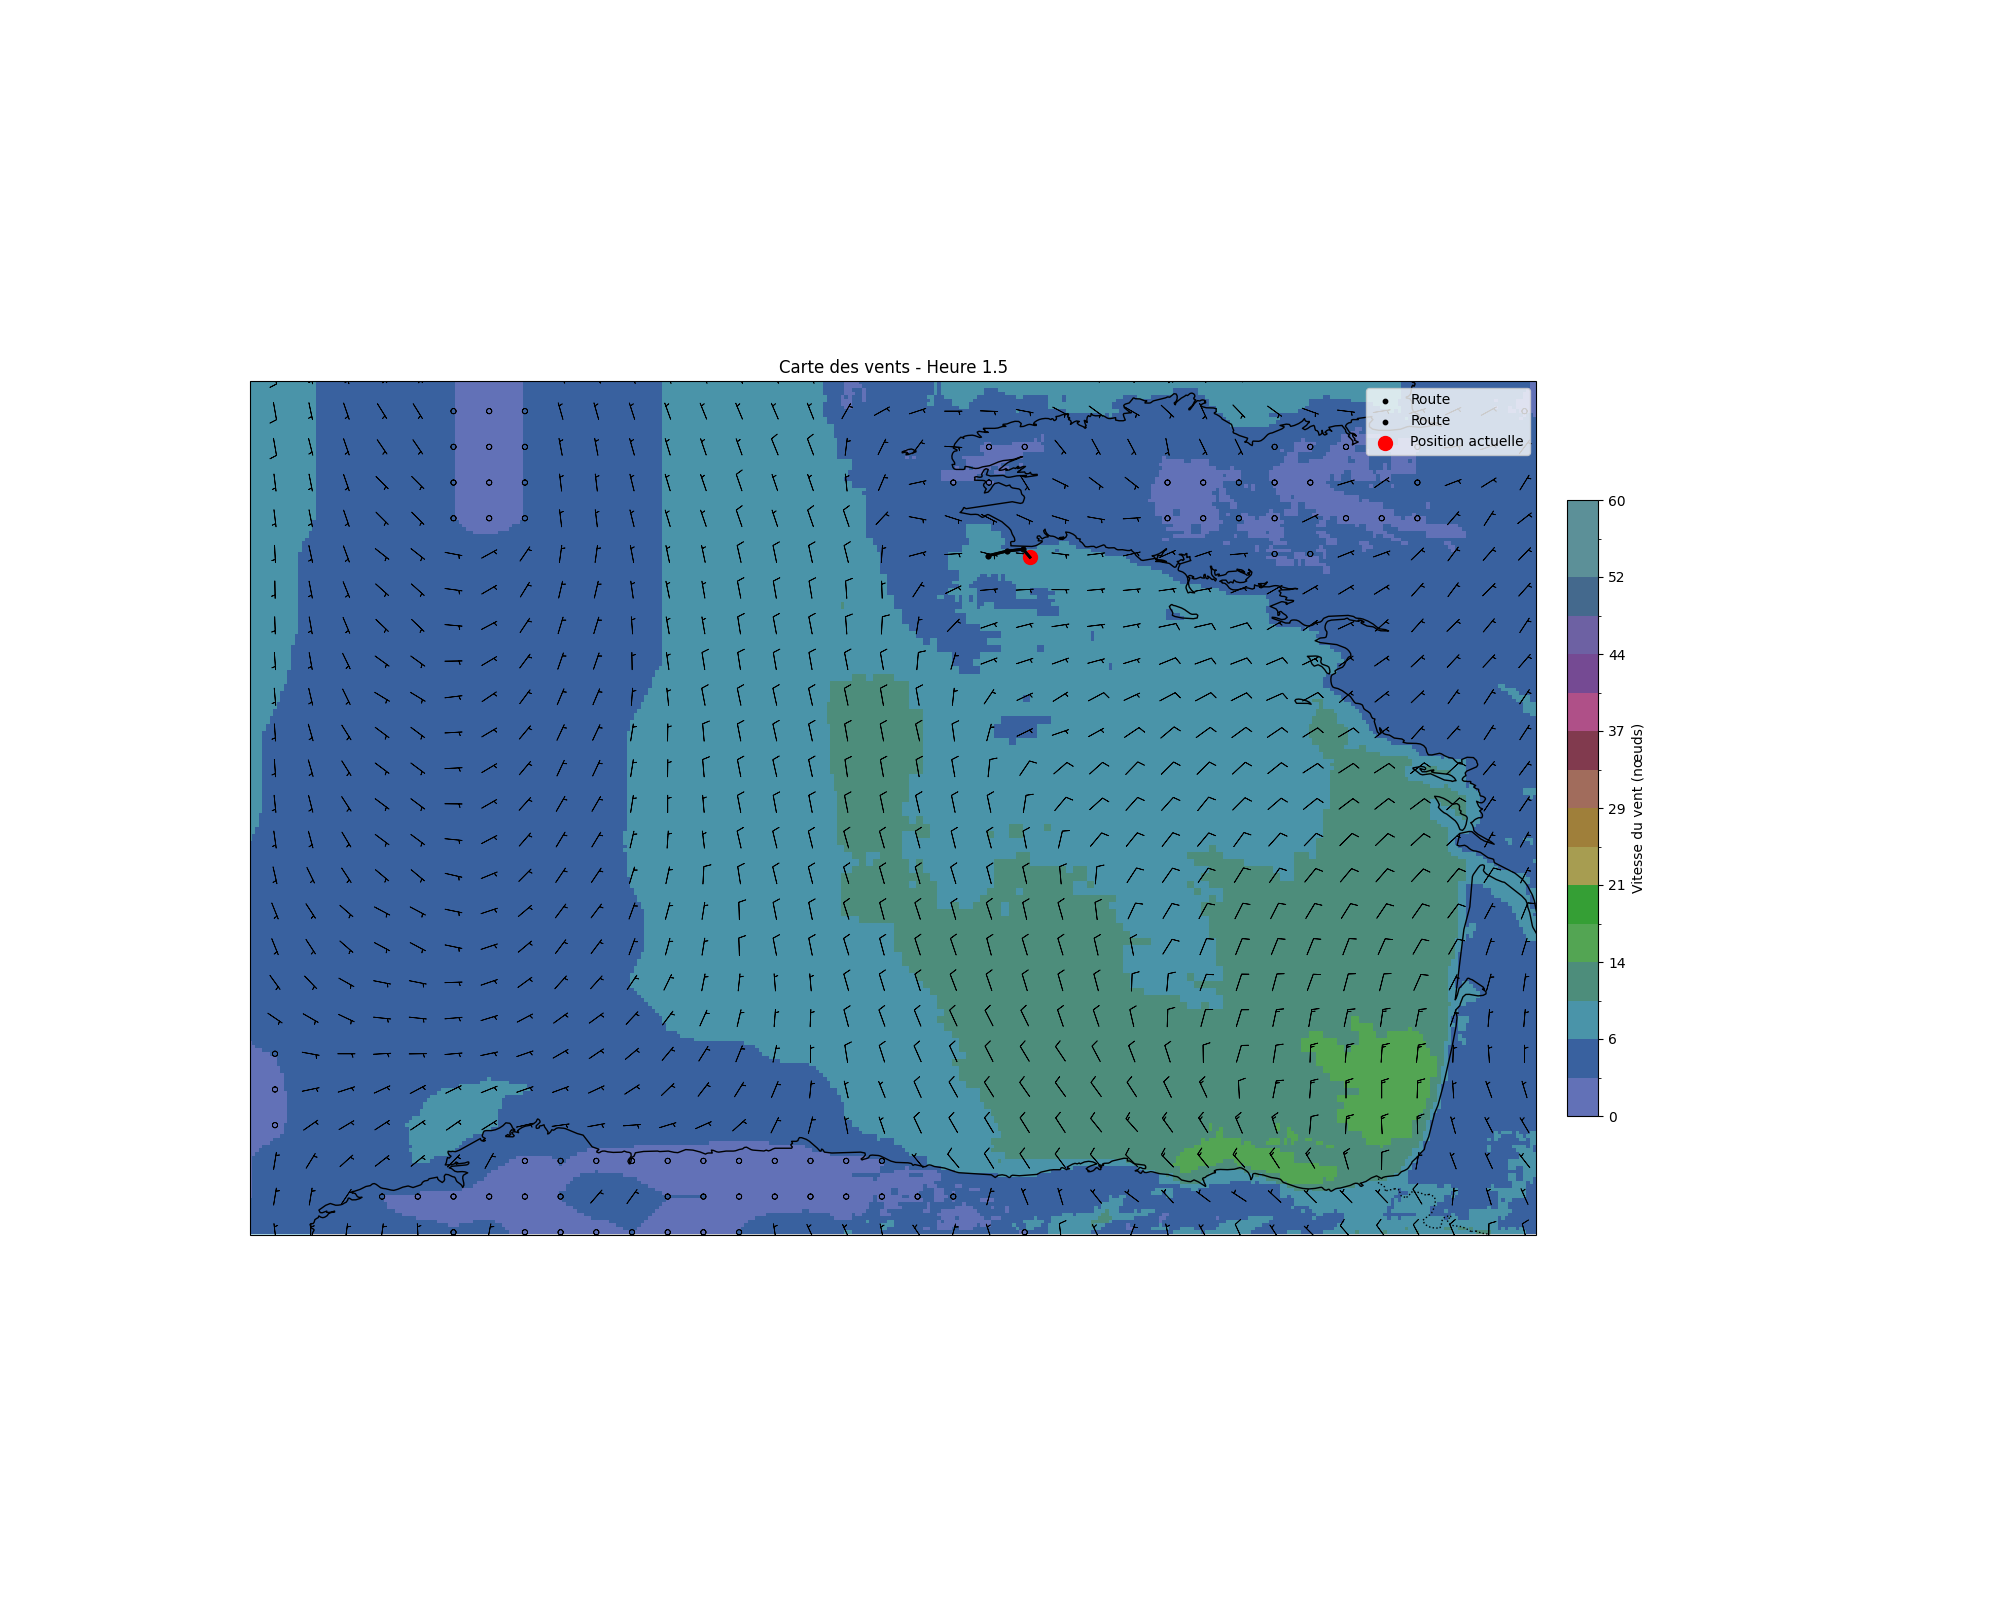 Carte des vents - Heure 1.5
Route
Route
Position actuelle
60
52
44
37
29
21
14
6
0
Vitesse du vent (nœuds)